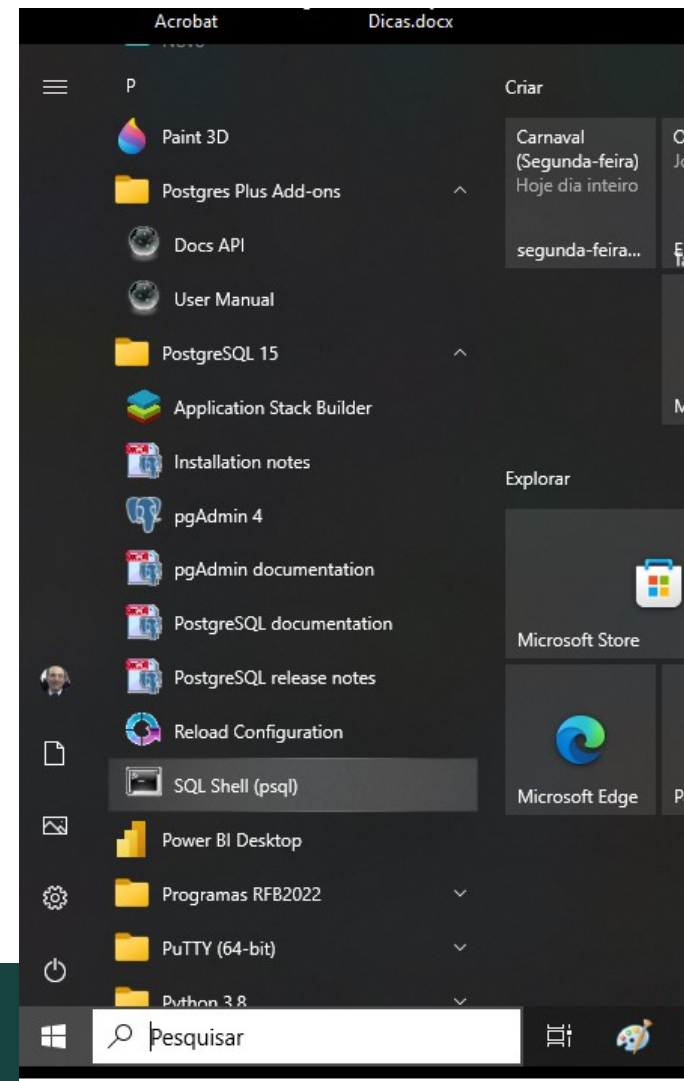 Acrobat
Dicas.docx
P
Paint 3D
Postgres Plus Add-ons
Docs API
User Manual
PostgreSQL 15
Application Stack Builder
Installation notes
pgAdmin 4
pgAdmin documentation
PostgreSQL documentation
PostgreSQL release notes
Reload Configuration
SQL Shell (psql)
Power BI Desktop
Programas RFB2022
PuTTY (64-bit)
Python 3.8
Criar
Carnaval
(Segunda-feira)
Hoje dia inteiro
segunda-feira...
Explorar
Microsoft Store
Microsoft Edge
Pesquisar